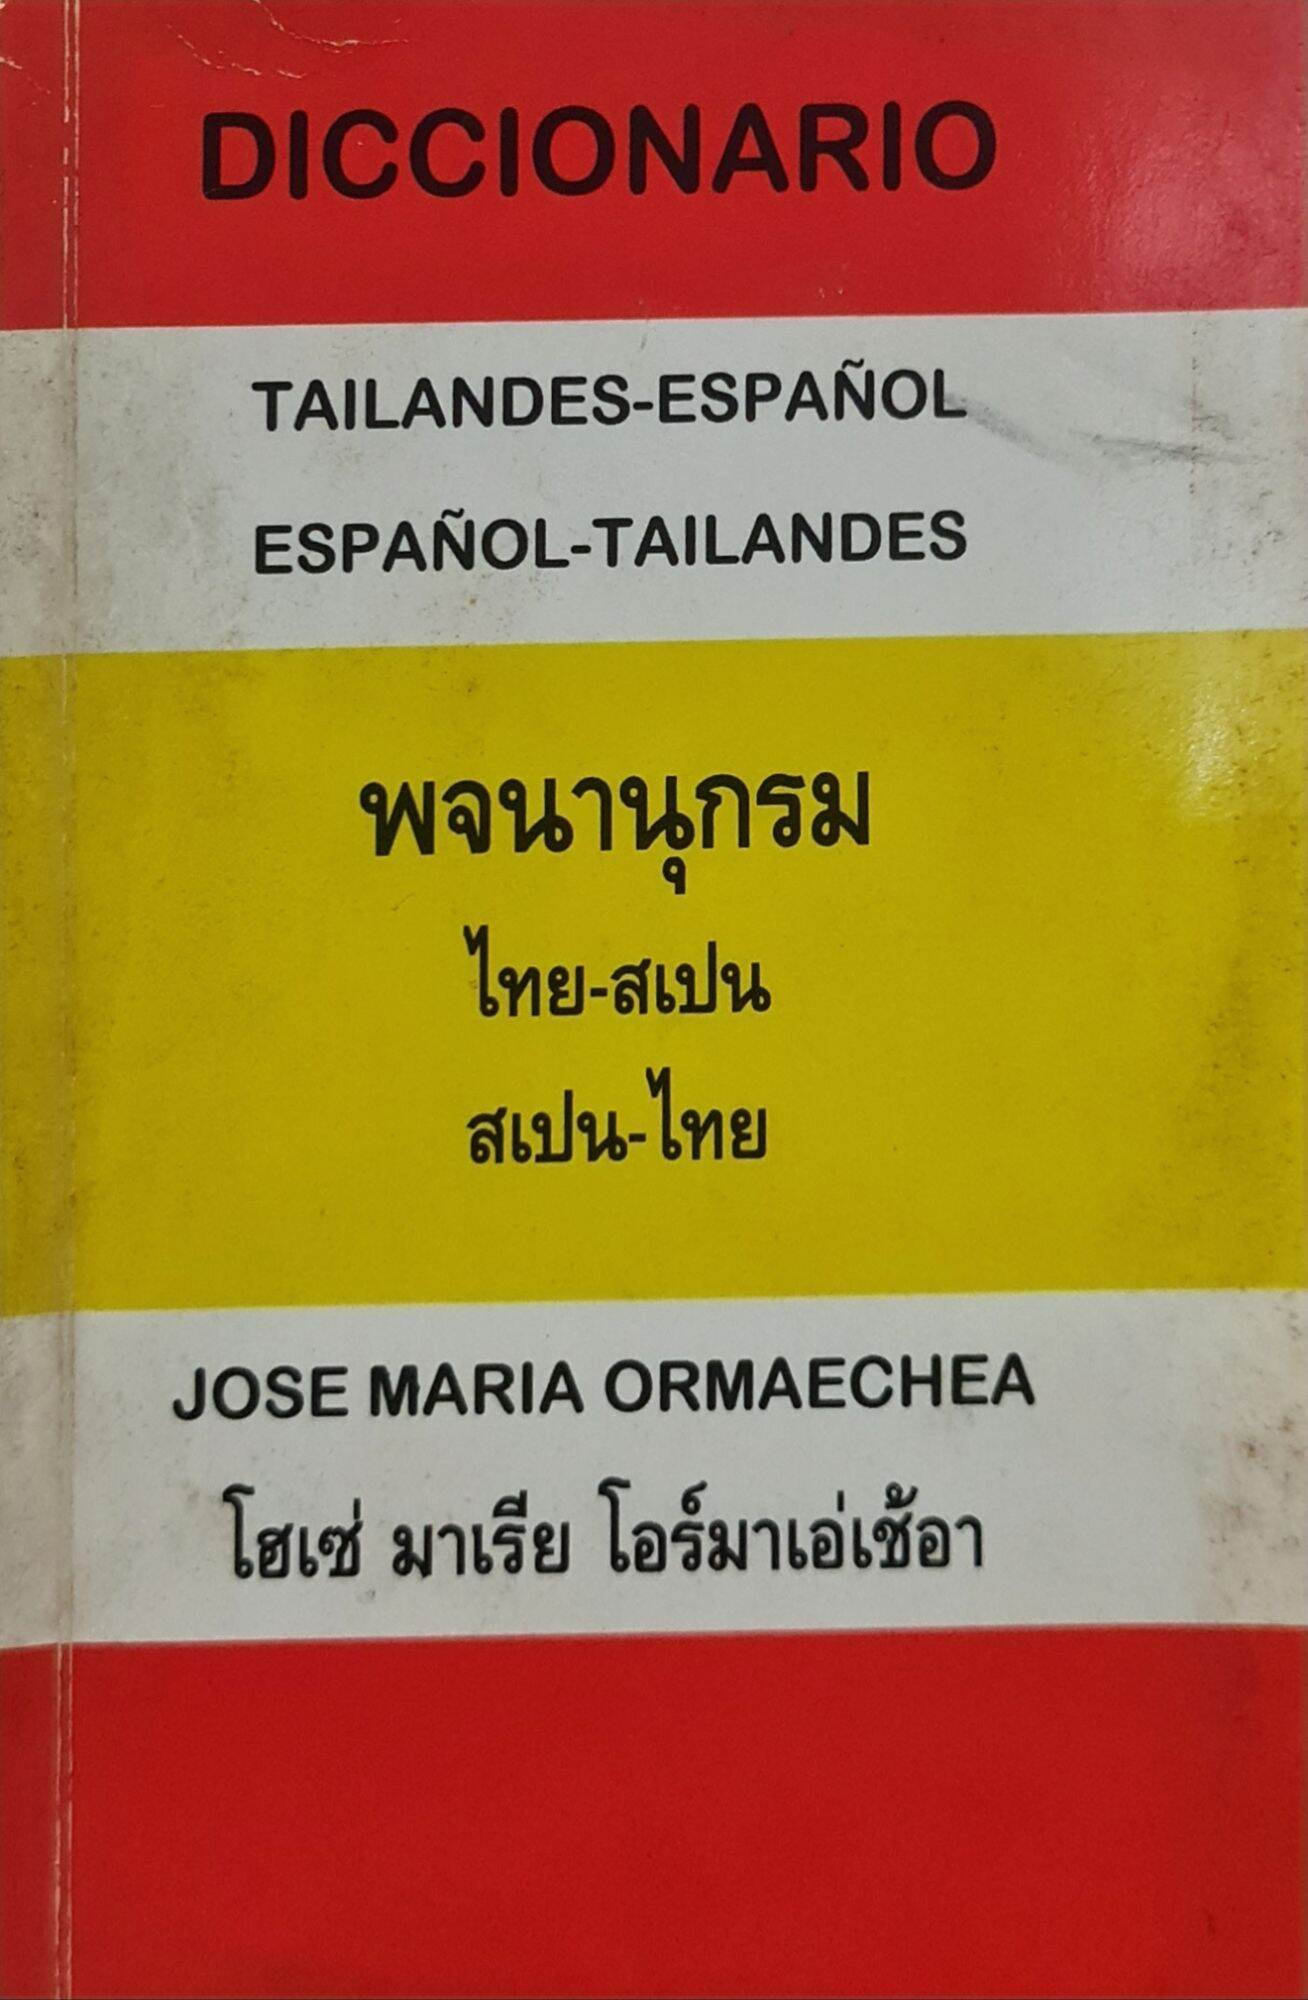 DICCIONARIO
TAILANDES-ESPAÑOL
ESPAÑOL-TAILANDES
พจนานุกรม
ไทย-สเปน
สเปน-ไทย
JOSE MARIA ORMAECHEA
โฮเซ่ มาเรีย โอร์มาเอ่เช้อา